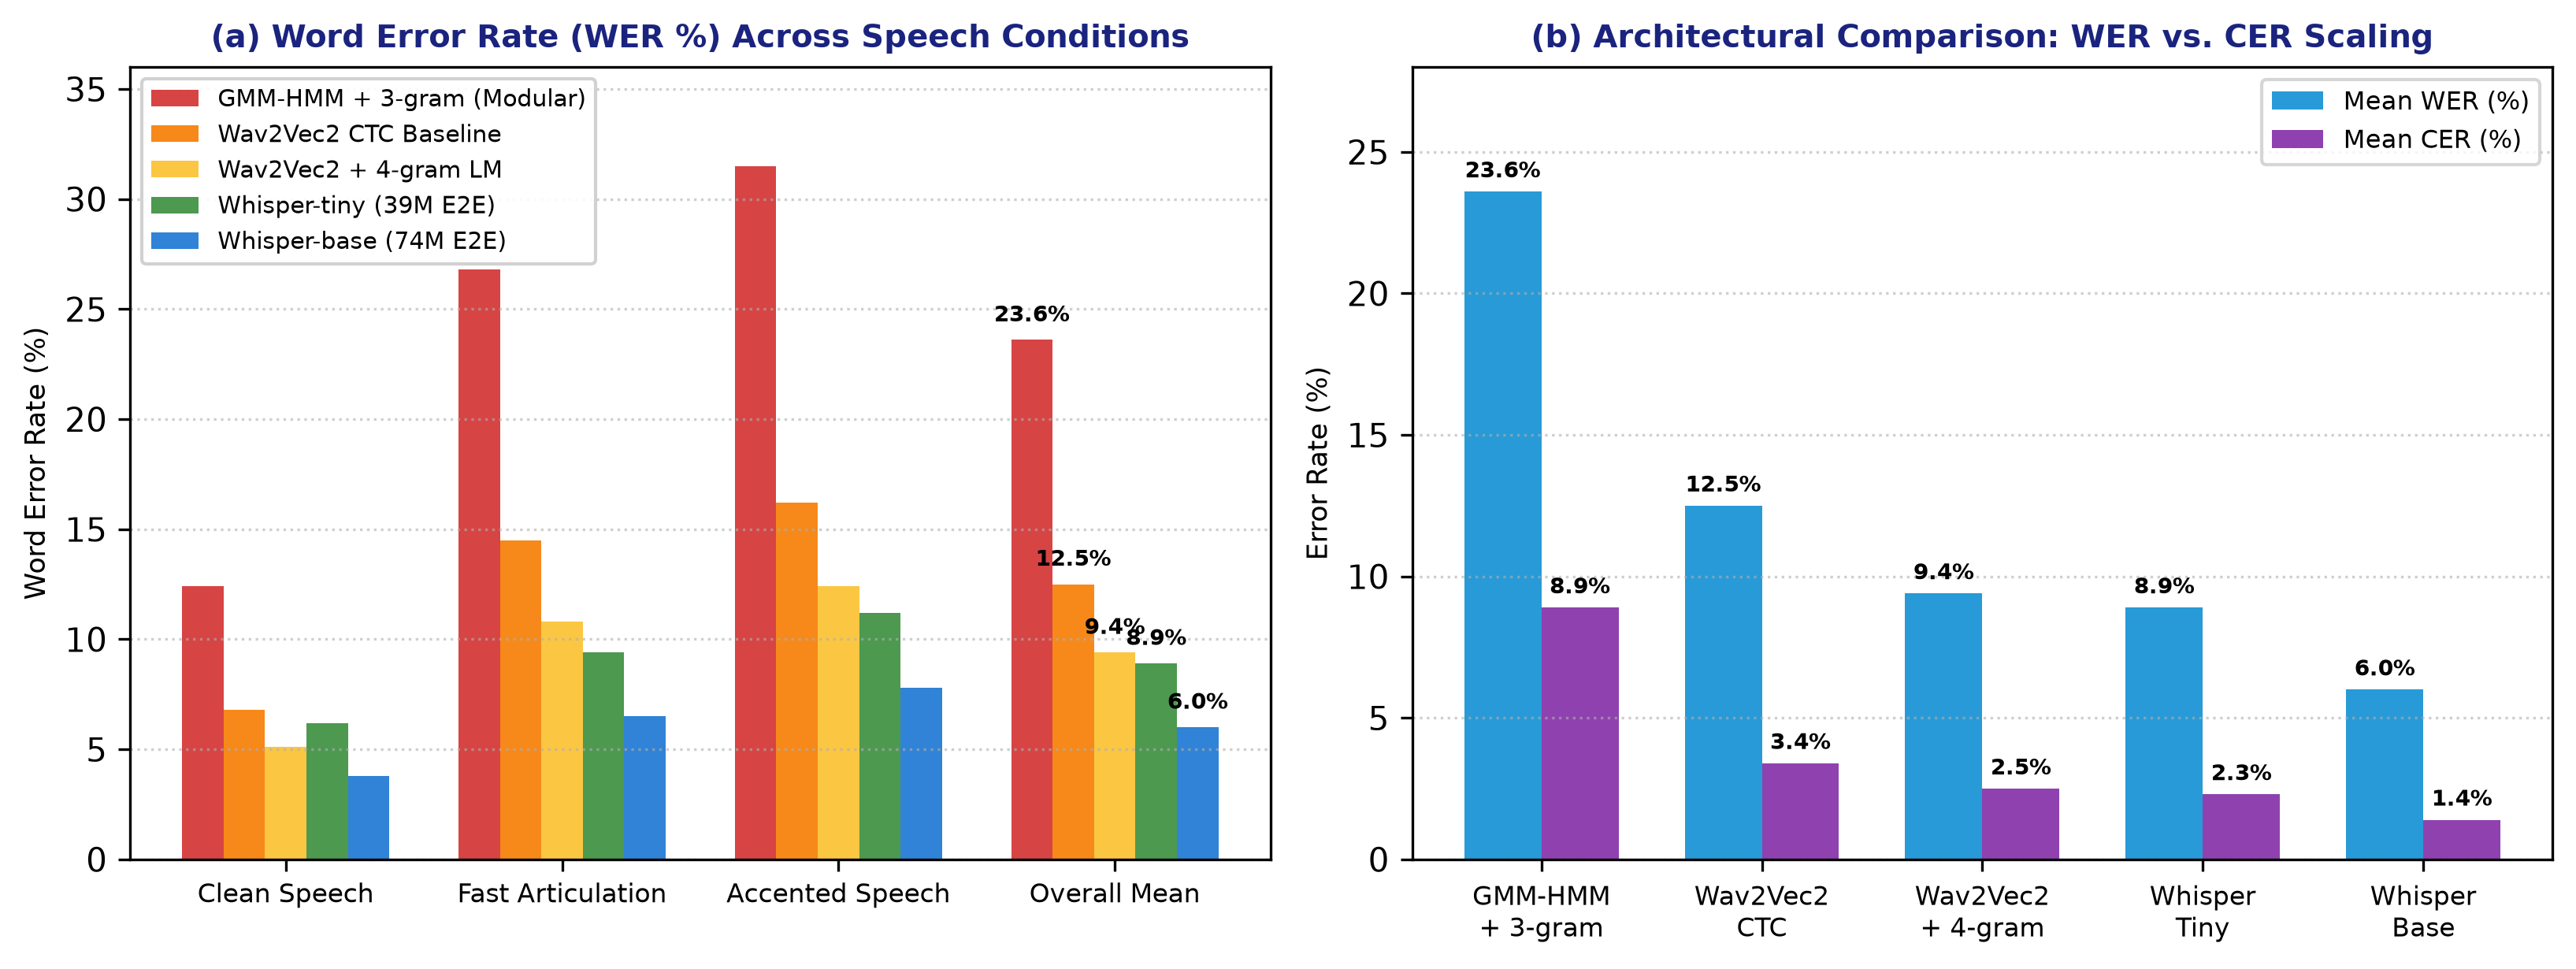 (a) Word Error Rate (WER %) Across Speech Conditions
Word Error Rate (%)
35
30
25
20
15
10
5
0
GMM-HMM + 3-gram (Modular)
Wav2Vec2 CTC Baseline
Wav2Vec2 + 4-gram LM
Whisper-tiny (39M E2E)
Whisper-base (74M E2E)
23.6%
12.5%
9.4%
8.9%
6.0%
Clean Speech
Fast Articulation
Accented Speech
Overall Mean
(b) Architectural Comparison: WER vs. CER Scaling
Error Rate (%)
25
20
15
10
5
0
Mean WER (%)
Mean CER (%)
23.6%
8.9%
12.5%
3.4%
9.4%
2.5%
8.9%
2.3%
6.0%
1.4%
GMM-HMM
+ 3-gram
Wav2Vec2
CTC
Wav2Vec2
+ 4-gram
Whisper
Tiny
Whisper
Base